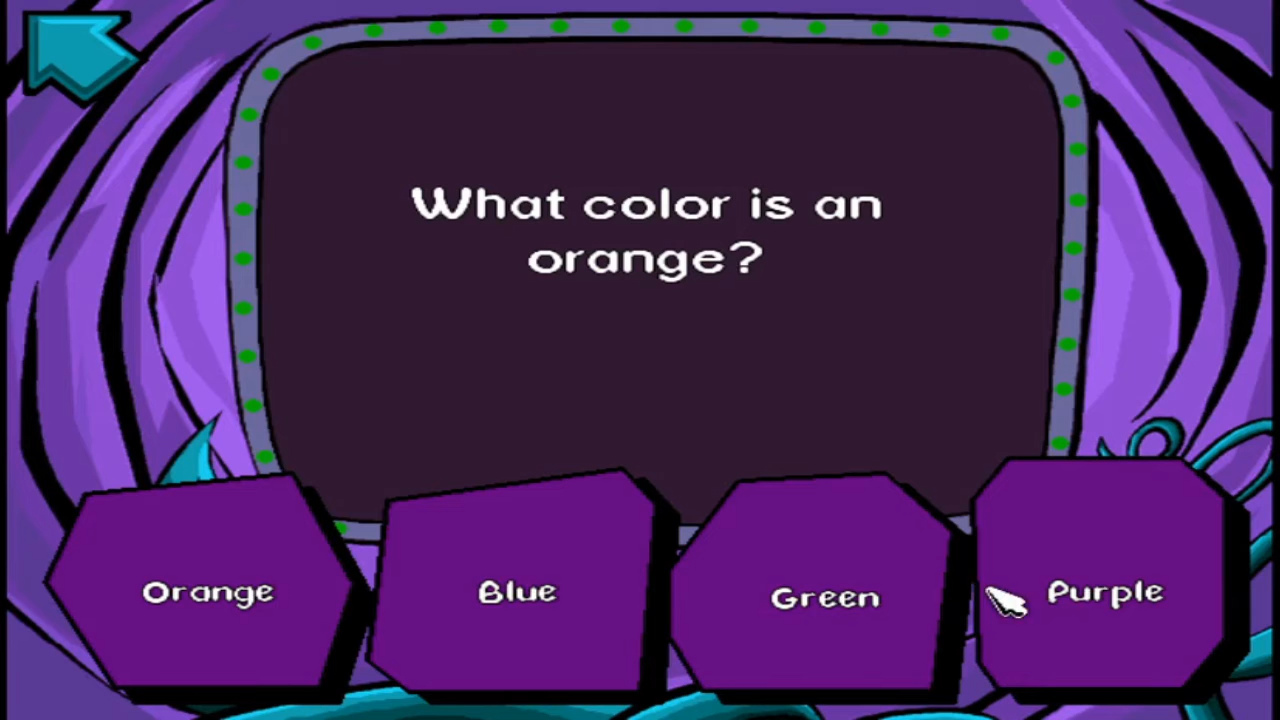 What color is an
orange?
Orange
Blue
Green
Purple